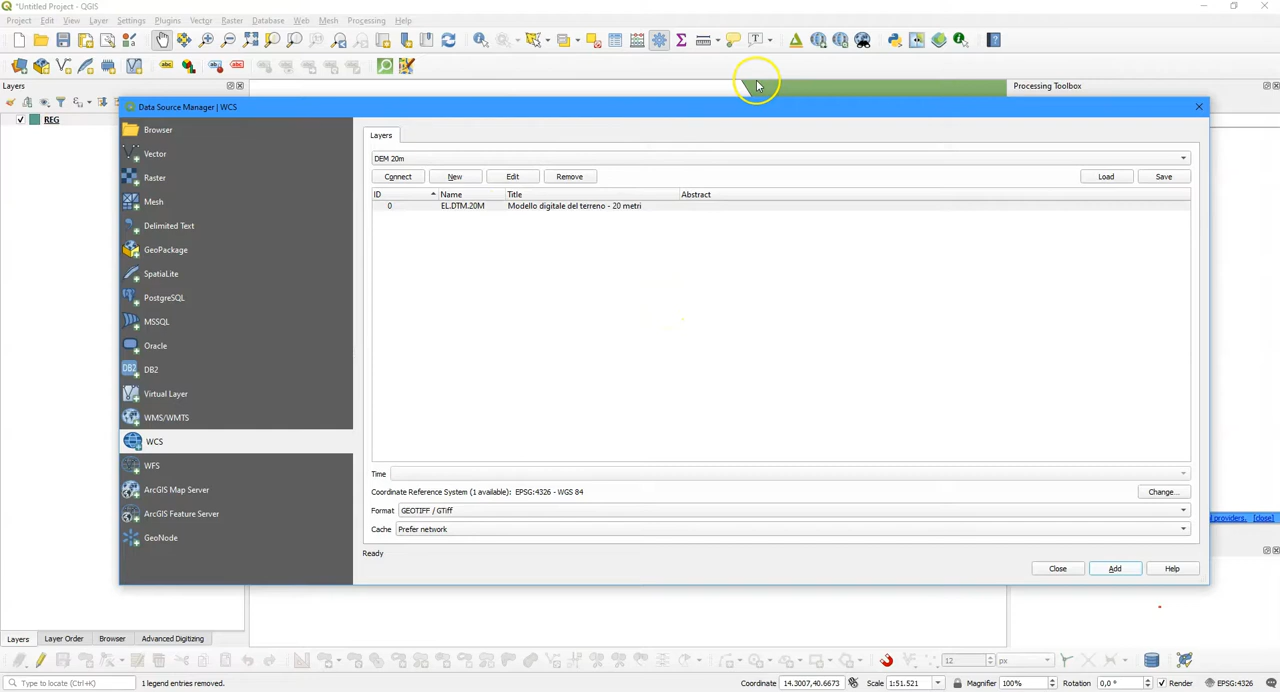 *Untitled Project - QGIS
Project Edit View Layer Settings Plugins Vector Raster Database Web Mesh Processing Help
Layers
Processing Toolbox
REG
Data Source Manager | WCS
Browser
Vector
Raster
Mesh
Delimited Text
GeoPackage
SpatiaLite
PostgreSQL
MSSQL
Oracle
DB2
Virtual Layer
WMS/WMTS
WCS
WFS
ArcGIS Map Server
ArcGIS Feature Server
GeoNode
Layers
DEM 20m
Connect New Edit Remove Load Save
ID Name Title Abstract
0 EL.DTM.20M Modello digitale del terreno - 20 metri
Time
Coordinate Reference System (1 available): EPSG:4326 - WGS 84 Change...
Format GEOTIFF / GTiff
Cache Prefer network
Ready
Close Add Help
providers. [close]
Layers Layer Order Browser Advanced Digitizing
12 px
Type to locate (Ctrl+K) 1 legend entries removed. Coordinate 14.3007,40.6673 Scale 1:51.521 Magnifier 100% Rotation 0,0 ° Render EPSG:4326